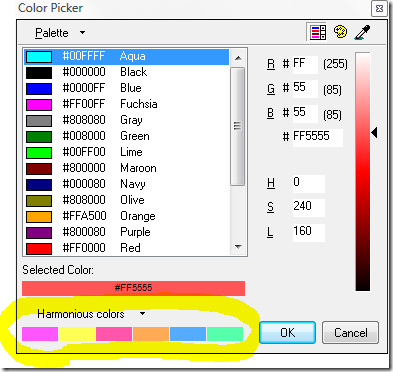 Color Picker
Palette
#00FFFF Aqua
#000000 Black
#0000FF Blue
#FF00FF Fuchsia
#808080 Gray
#008000 Green
#00FF00 Lime
#800000 Maroon
#000080 Navy
#808000 Olive
#FFA500 Orange
#800080 Purple
#FF0000 Red
R # FF (255)
G # 55 (85)
B # 55 (85)
# FF5555
H 0
S 240
L 160
Selected Color:
#FF5555
Harmonious colors
OK Cancel